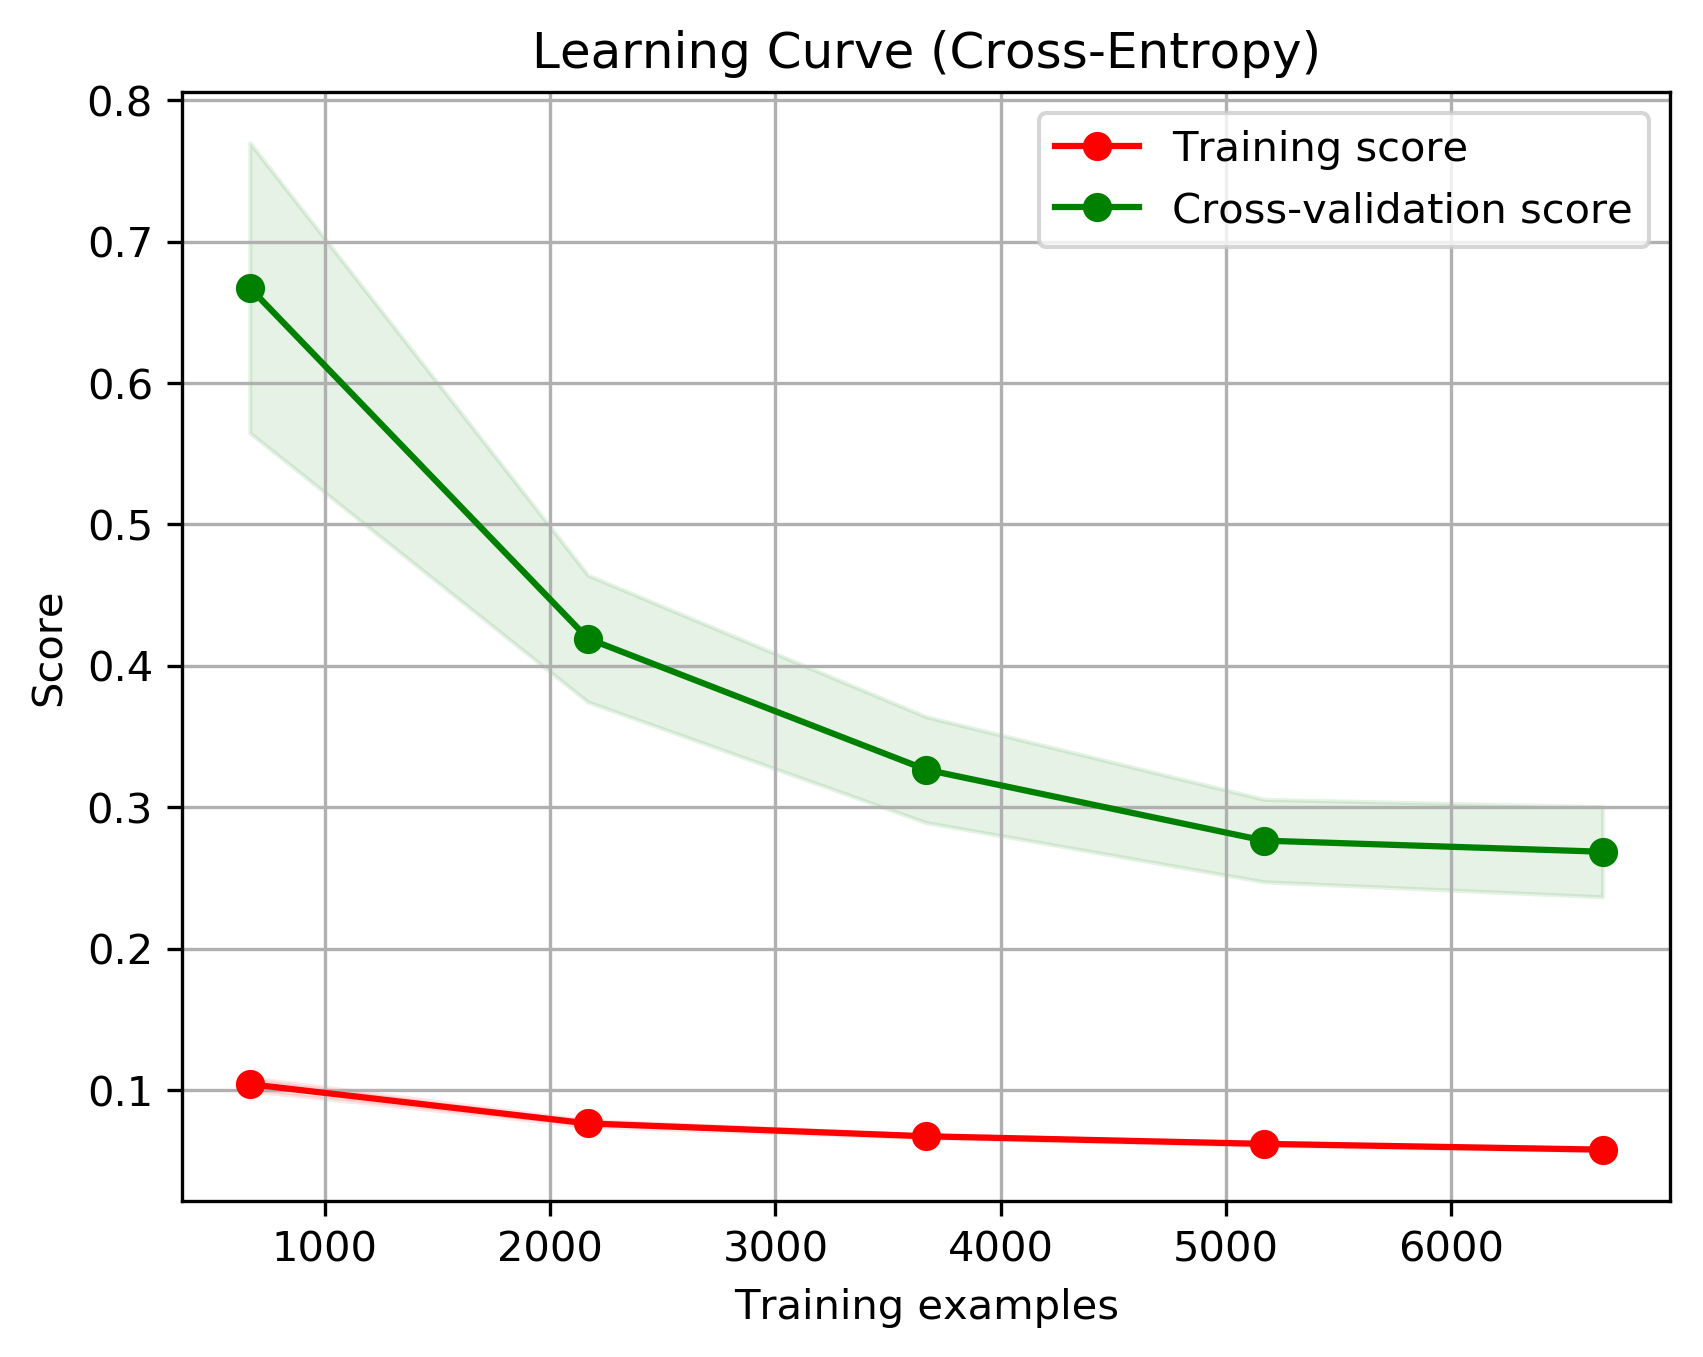 Learning Curve (Cross-Entropy)
Training score
Cross-validation score
0.8
0.7
0.6
0.5
0.4
0.3
0.2
0.1
Score
1000 2000 3000 4000 5000 6000
Training examples